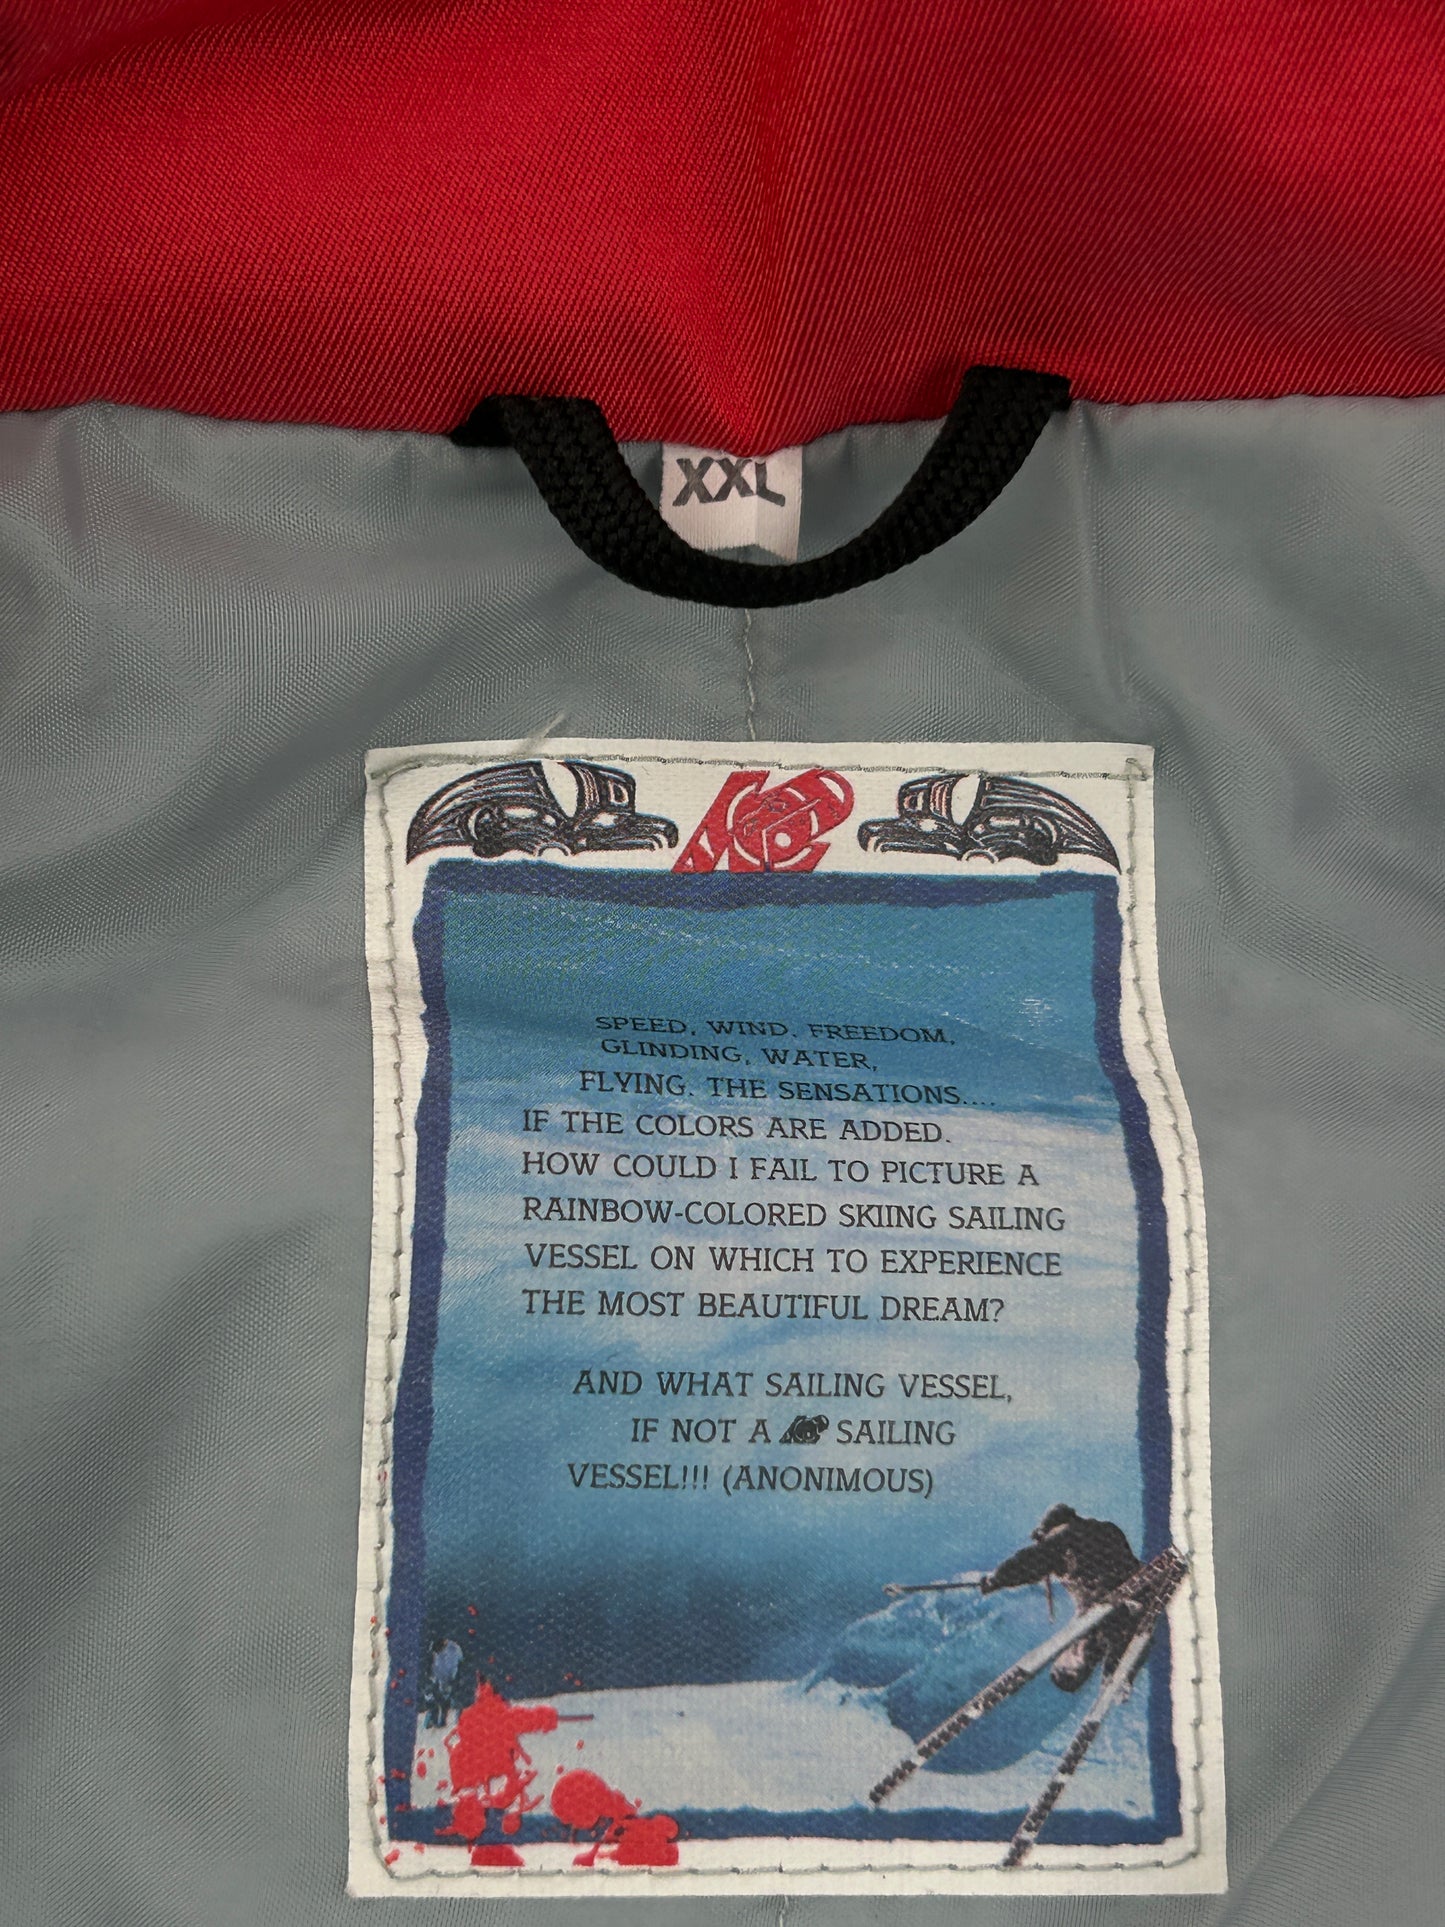 XXL
SPEED, WIND, FREEDOM,
GLINDING, WATER,
FLYING. THE SENSATIONS....
IF THE COLORS ARE ADDED.
HOW COULD I FAIL TO PICTURE A
RAINBOW-COLORED SKIING SAILING
VESSEL ON WHICH TO EXPERIENCE
THE MOST BEAUTIFUL DREAM?
AND WHAT SAILING VESSEL,
IF NOT A SAILING
VESSEL!!! (ANONIMOUS)